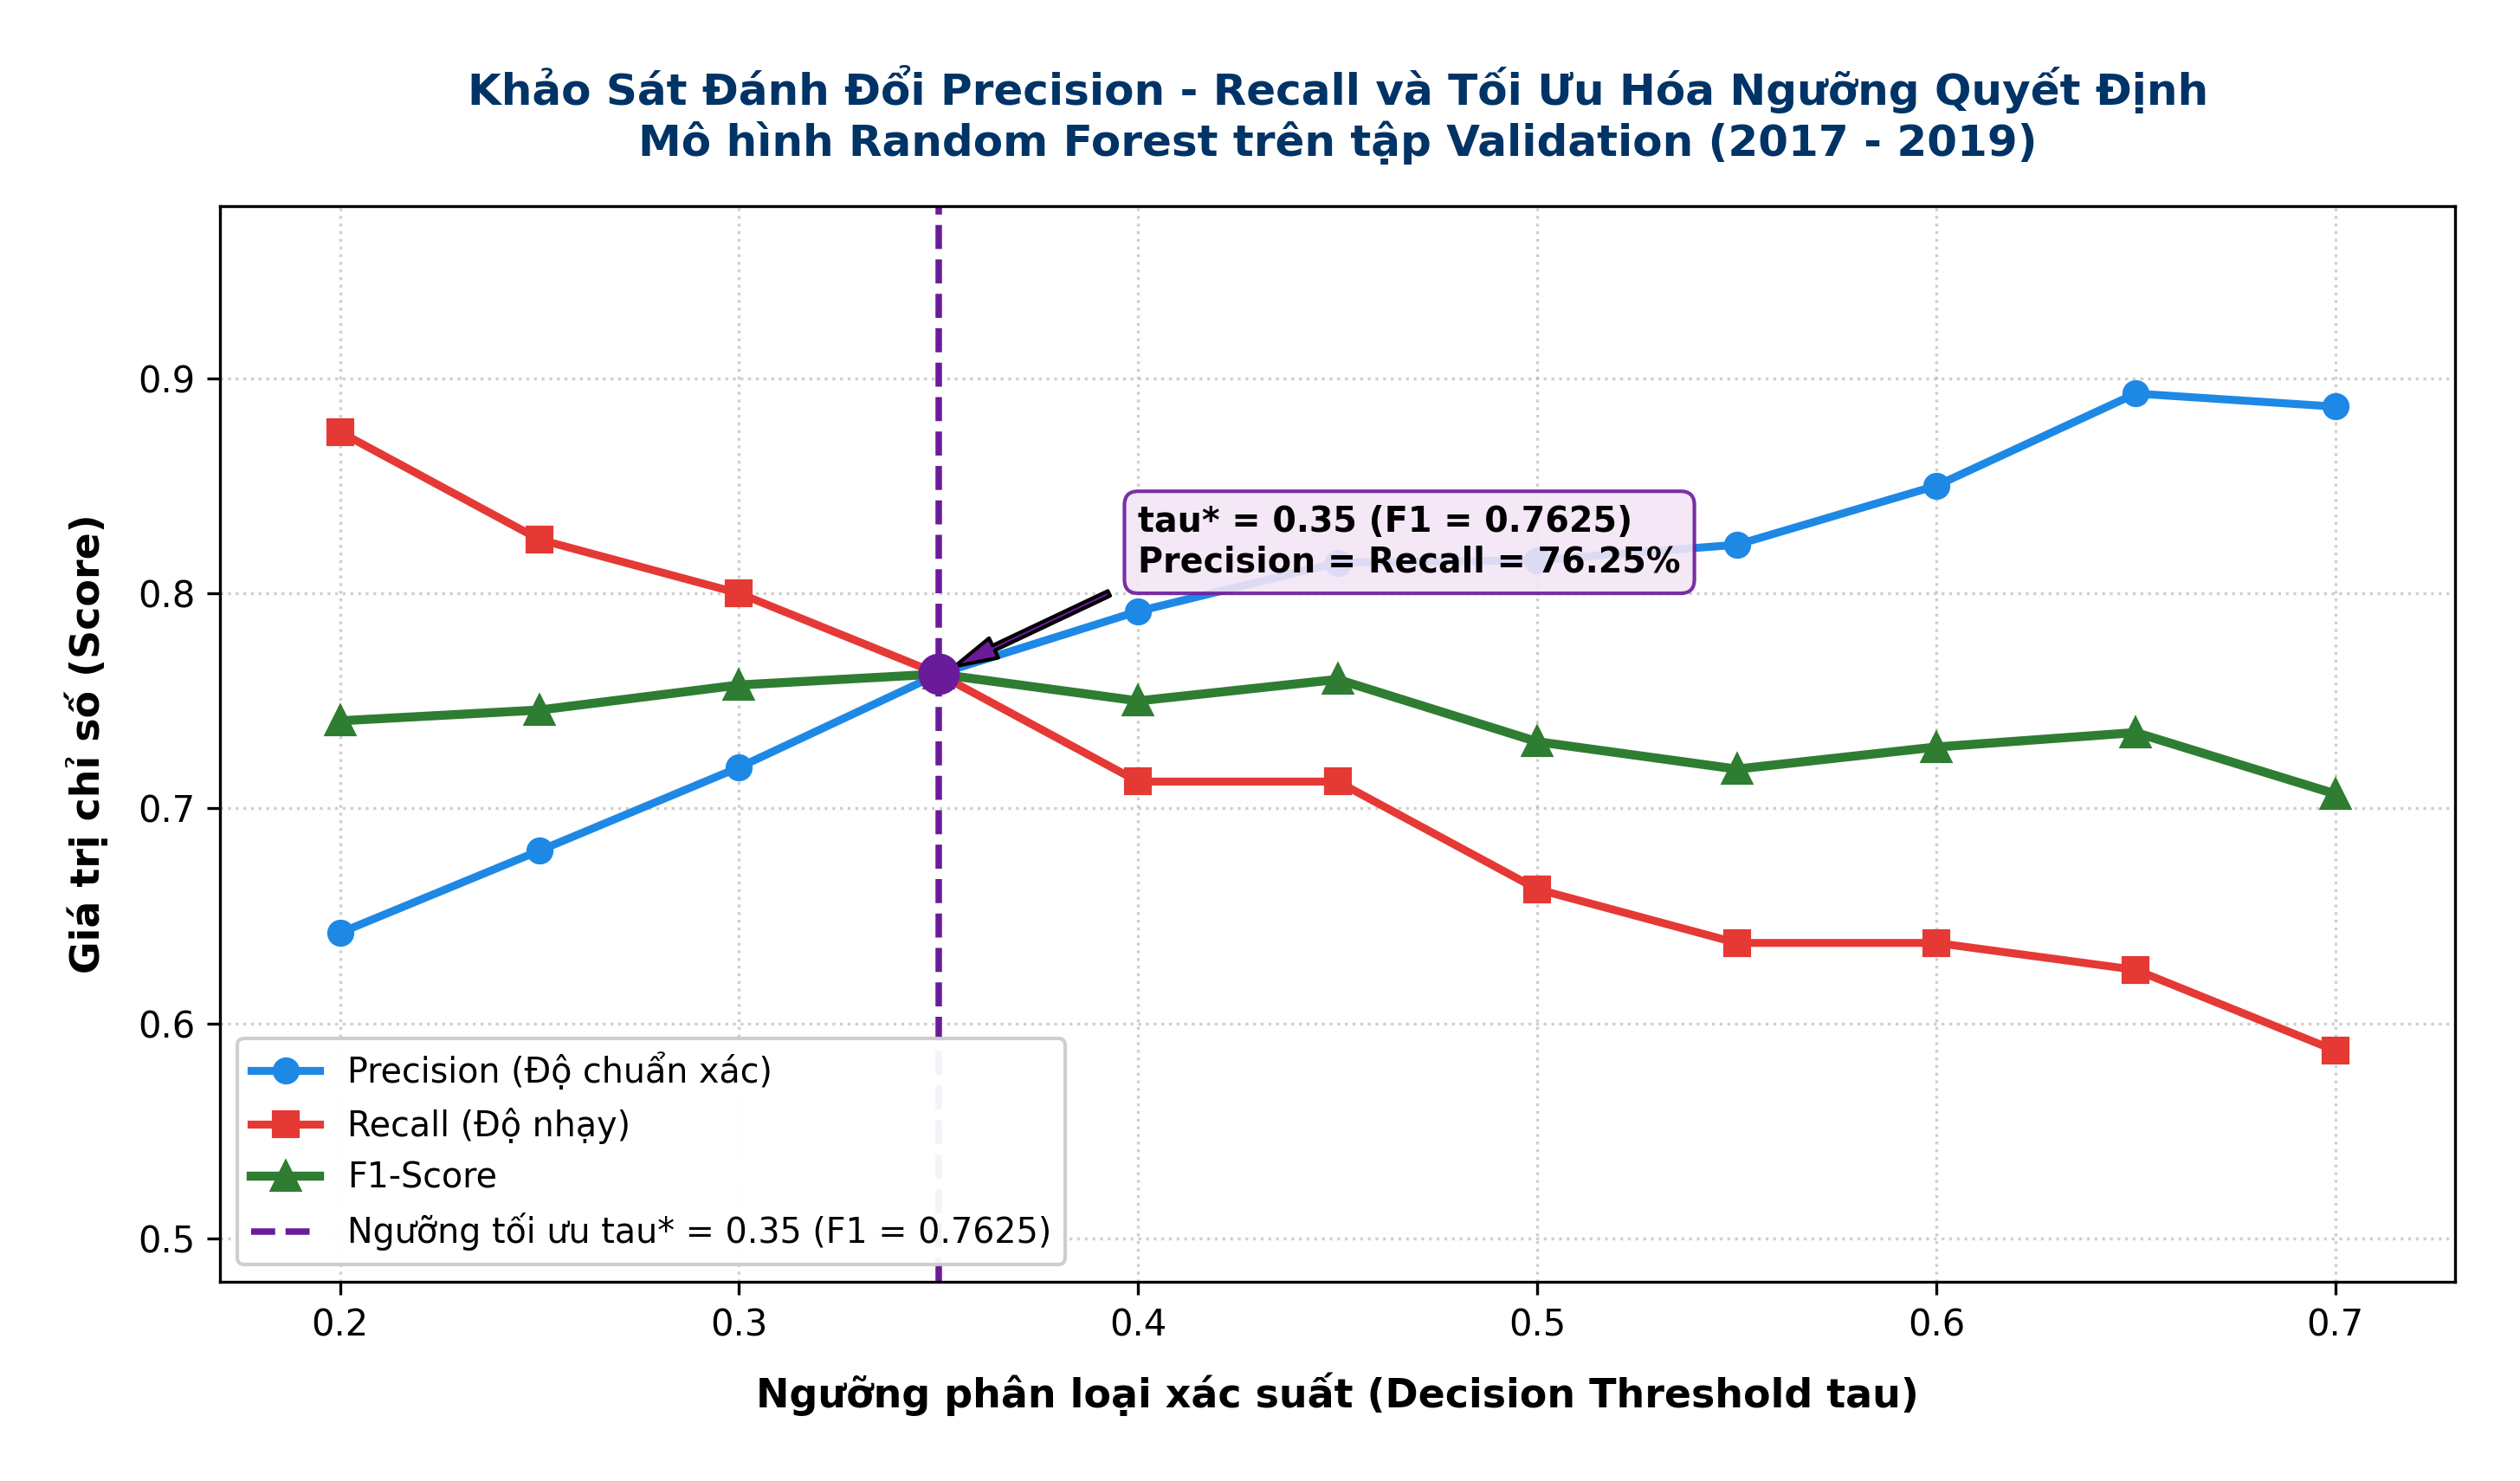 Khảo Sát Đánh Đổi Precision - Recall và Tối Ưu Hóa Ngưỡng Quyết Định
Mô hình Random Forest trên tập Validation (2017 - 2019)
Giá trị chỉ số (Score)
0.9
0.8
0.7
0.6
0.5
tau* = 0.35 (F1 = 0.7625)
Precision = Recall = 76.25%
Precision (Độ chuẩn xác)
Recall (Độ nhạy)
F1-Score
Ngưỡng tối ưu tau* = 0.35 (F1 = 0.7625)
0.2 0.3 0.4 0.5 0.6 0.7
Ngưỡng phân loại xác suất (Decision Threshold tau)